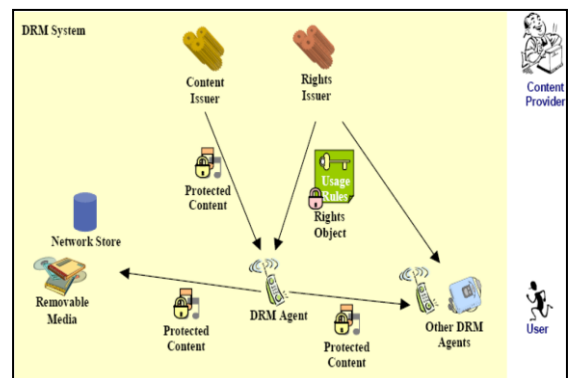 DRM System
Content
Issuer
Rights
Issuer
Content
Provider
Protected
Content
Usage
Rules
Rights
Object
Network Store
Removable
Media
Protected
Content
DRM Agent
Protected
Content
Other DRM
Agents
User